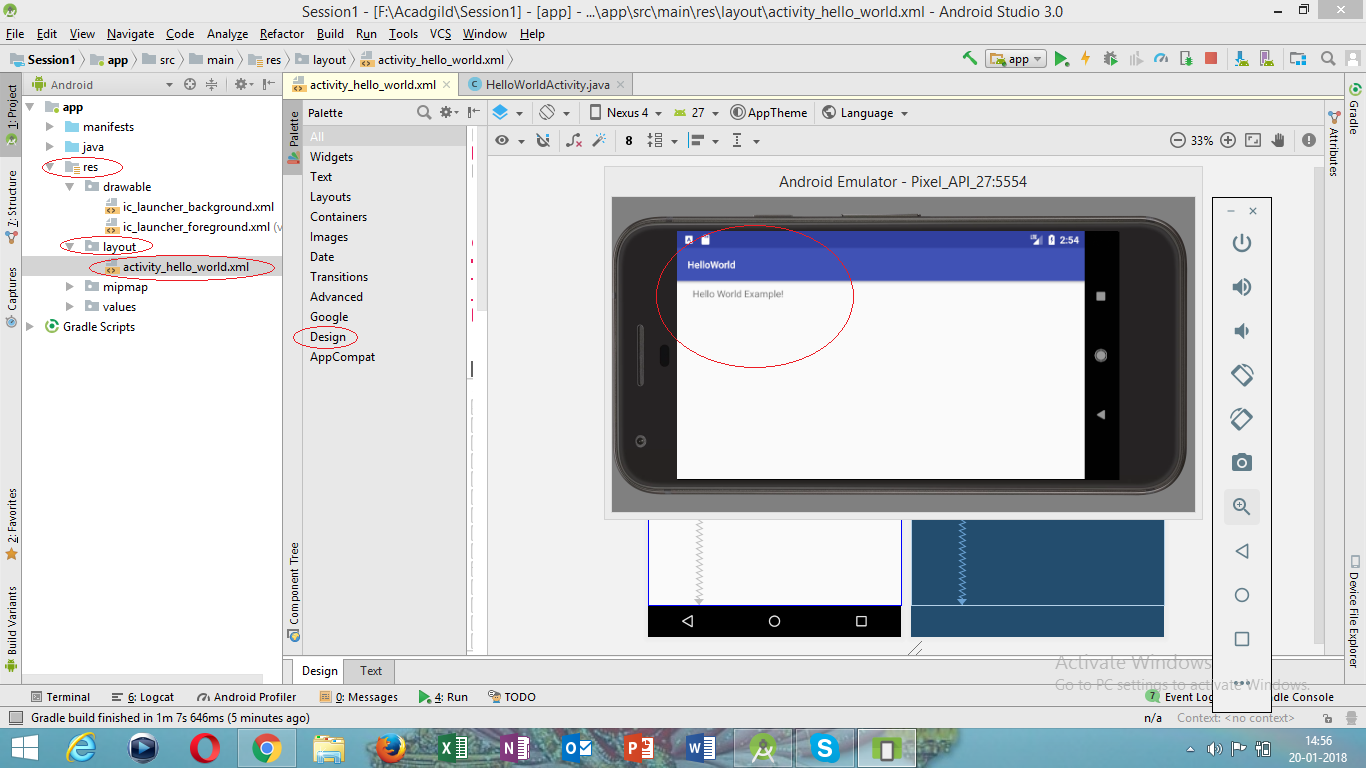 Session1 - [F:\Acadgild\Session1] - [app] - ...\app\src\main\res\layout\activity_hello_world.xml - Android Studio 3.0
File Edit View Navigate Code Analyze Refactor Build Run Tools VCS Window Help
Session1 app src main res layout activity_hello_world.xml app
1: Project
7: Structure
Captures
2: Favorites
Build Variants
Android
app
manifests
java
res
drawable
ic_launcher_background.xml
ic_launcher_foreground.xml (v
layout
activity_hello_world.xml
mipmap
values
Gradle Scripts
activity_hello_world.xml HelloWorldActivity.java
Palette
Component Tree
Palette
All
Widgets
Text
Layouts
Containers
Images
Date
Transitions
Advanced
Google
Design
AppCompat
Nexus 4 27 AppTheme Language
8 33%
Android Emulator - Pixel_API_27:5554
2:54
HelloWorld
Hello World Example!
Gradle
Attributes
Device File Explorer
Design Text
Activate Windows
Go to PC settings to activate Windows.
Terminal 6: Logcat Android Profiler 0: Messages 4: Run TODO 7 Event Log Gradle Console
Gradle build finished in 1m 7s 646ms (5 minutes ago) n/a Context: <no context>
14:56
20-01-2018